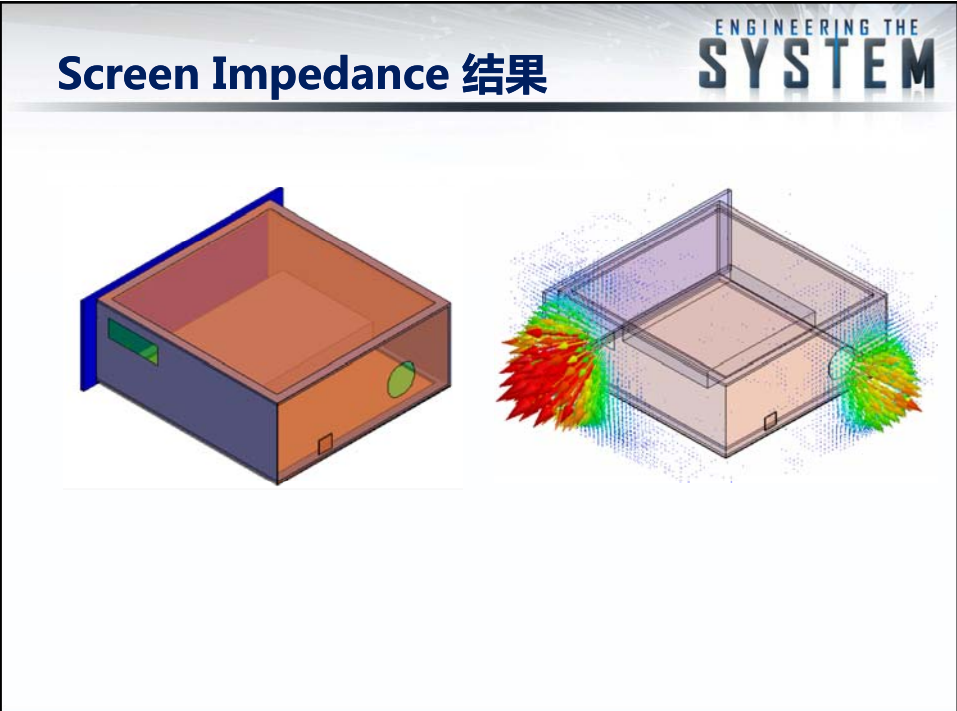 ENGINEERING THE
SYSTEM
Screen Impedance 结果